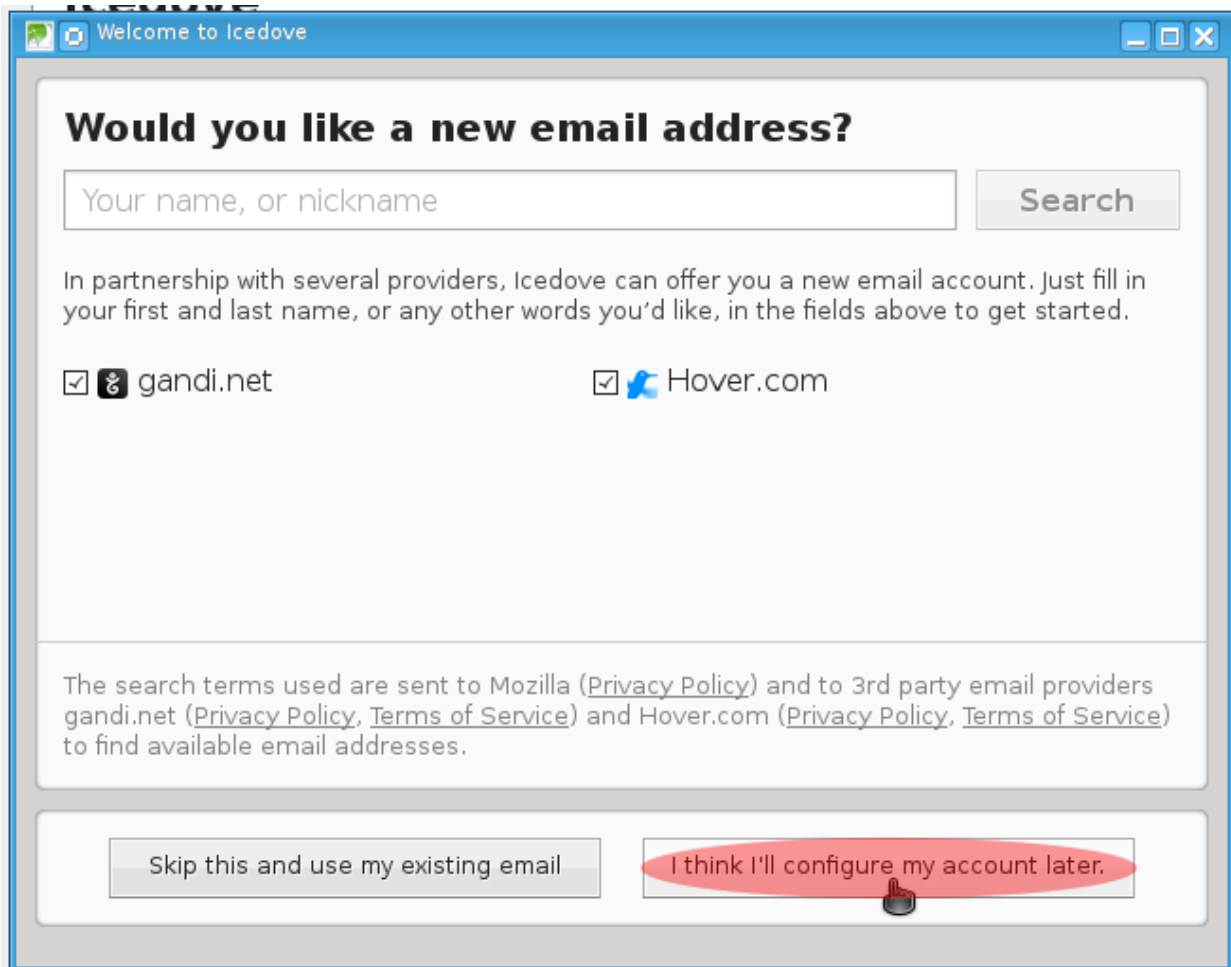 Icedove
Welcome to Icedove
Would you like a new email address?
Your name, or nickname
Search
In partnership with several providers, Icedove can offer you a new email account. Just fill in
your first and last name, or any other words you’d like, in the fields above to get started.
gandi.net
Hover.com
The search terms used are sent to Mozilla (Privacy Policy) and to 3rd party email providers
gandi.net (Privacy Policy, Terms of Service) and Hover.com (Privacy Policy, Terms of Service)
to find available email addresses.
Skip this and use my existing email
I think I'll configure my account later.